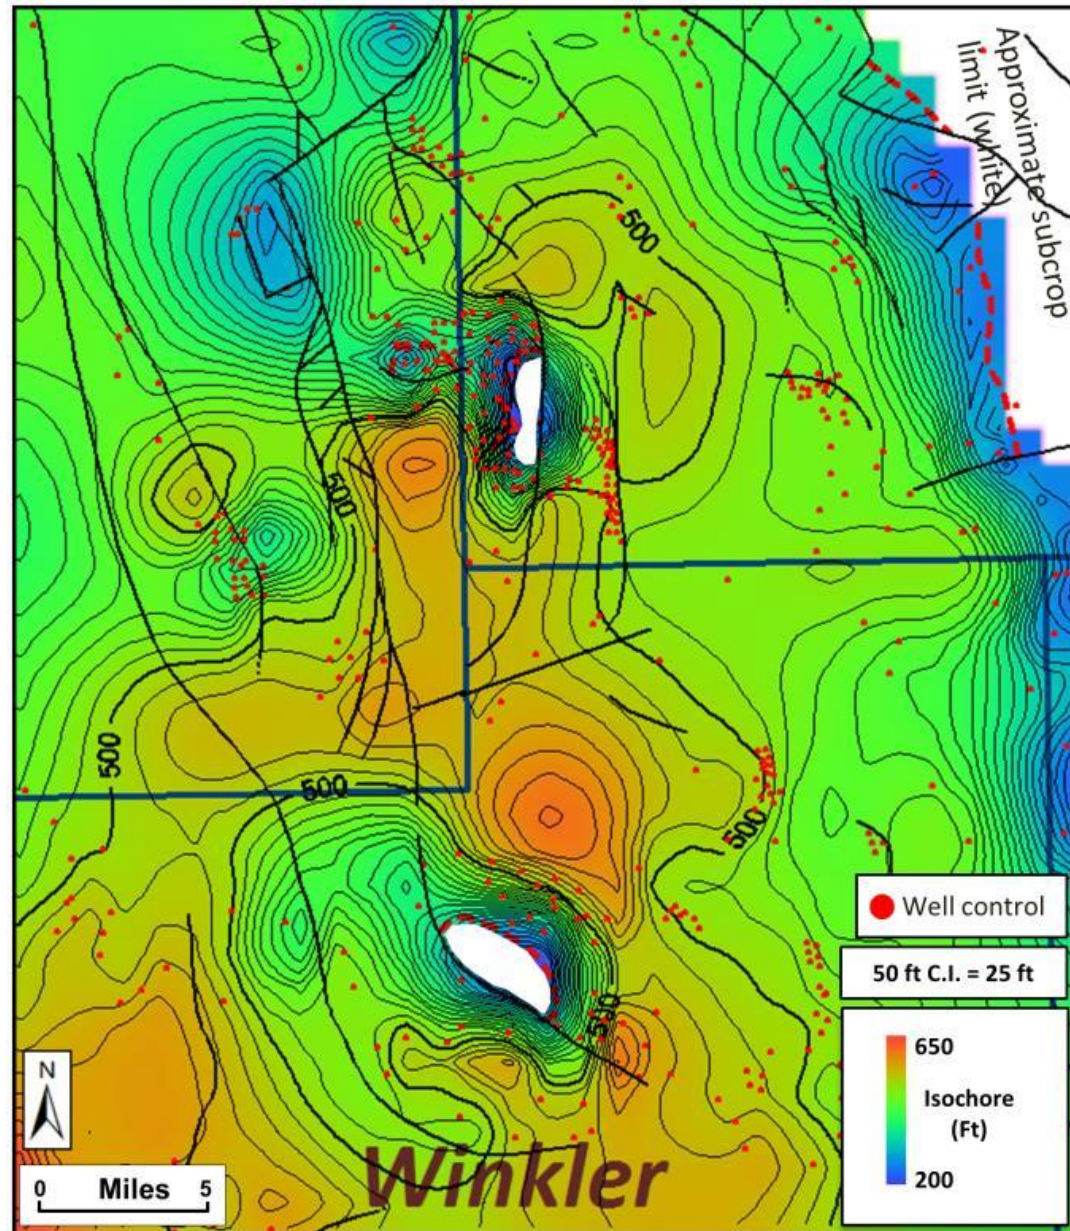 Approximate subcrop
limit (white)
500
500
500
500
500
550
Well control
50 ft C.I. = 25 ft
650
Isochore
(Ft)
200
N
0 Miles 5
Winkler